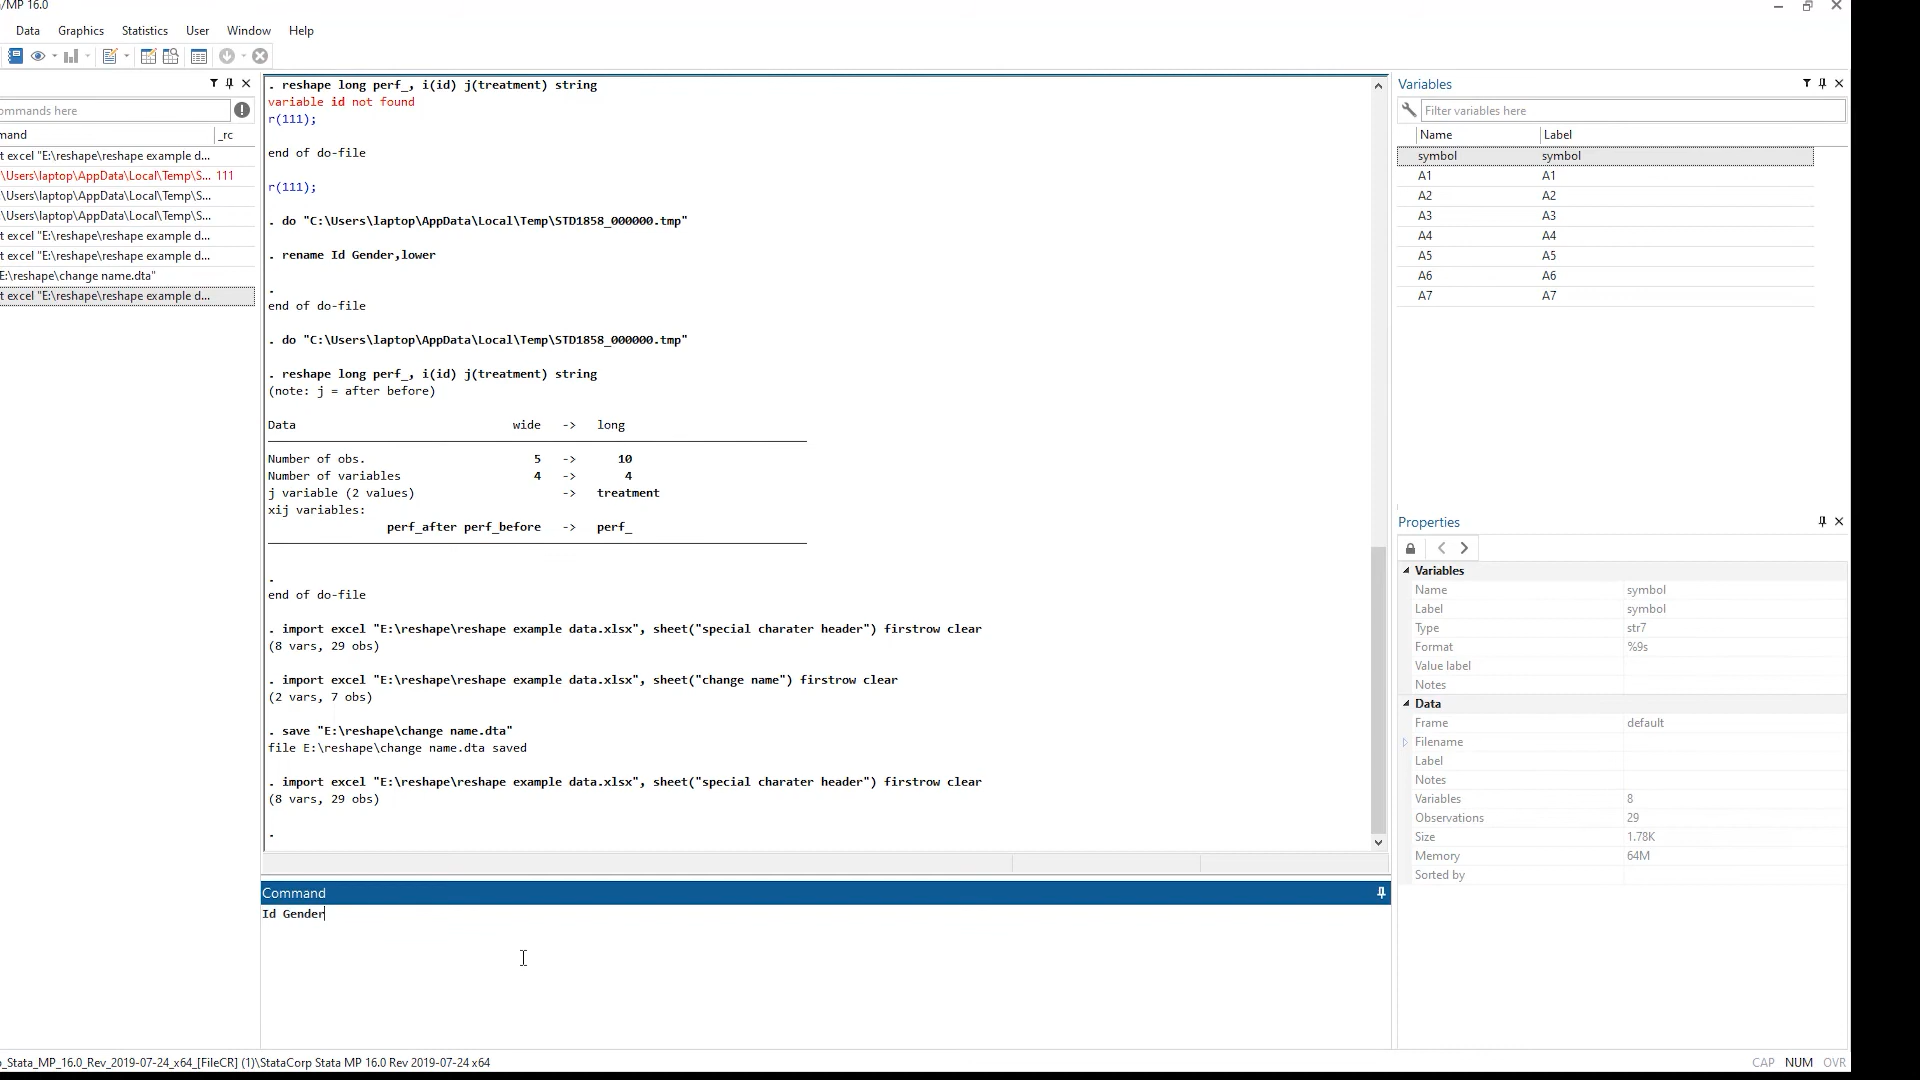 /MP 16.0
Data Graphics Statistics User Window Help
ommands here
mand _rc
t excel "E:\reshape\reshape example d...
\Users\laptop\AppData\Local\Temp\S... 111
\Users\laptop\AppData\Local\Temp\S...
\Users\laptop\AppData\Local\Temp\S...
t excel "E:\reshape\reshape example d...
t excel "E:\reshape\reshape example d...
E:\reshape\change name.dta"
t excel "E:\reshape\reshape example d...
. reshape long perf_, i(id) j(treatment) string
variable id not found
r(111);
end of do-file
r(111);
. do "C:\Users\laptop\AppData\Local\Temp\STD1858_000000.tmp"
. rename Id Gender,lower
.
end of do-file
. do "C:\Users\laptop\AppData\Local\Temp\STD1858_000000.tmp"
. reshape long perf_, i(id) j(treatment) string
(note: j = after before)
Data wide -> long
Number of obs. 5 -> 10
Number of variables 4 -> 4
j variable (2 values) -> treatment
xij variables:
perf_after perf_before -> perf_
.
end of do-file
. import excel "E:\reshape\reshape example data.xlsx", sheet("special charater header") firstrow clear
(8 vars, 29 obs)
. import excel "E:\reshape\reshape example data.xlsx", sheet("change name") firstrow clear
(2 vars, 7 obs)
. save "E:\reshape\change name.dta"
file E:\reshape\change name.dta saved
. import excel "E:\reshape\reshape example data.xlsx", sheet("special charater header") firstrow clear
(8 vars, 29 obs)
.
Command
Id Gender
Variables
Filter variables here
Name Label
symbol symbol
A1 A1
A2 A2
A3 A3
A4 A4
A5 A5
A6 A6
A7 A7
Properties
Variables
Name symbol
Label symbol
Type str7
Format %9s
Value label
Notes
Data
Frame default
Filename
Label
Notes
Variables 8
Observations 29
Size 1.78K
Memory 64M
Sorted by
_Stata_MP_16.0_Rev_2019-07-24_x64_[FileCR] (1)\StataCorp Stata MP 16.0 Rev 2019-07-24 x64
CAP NUM OVR